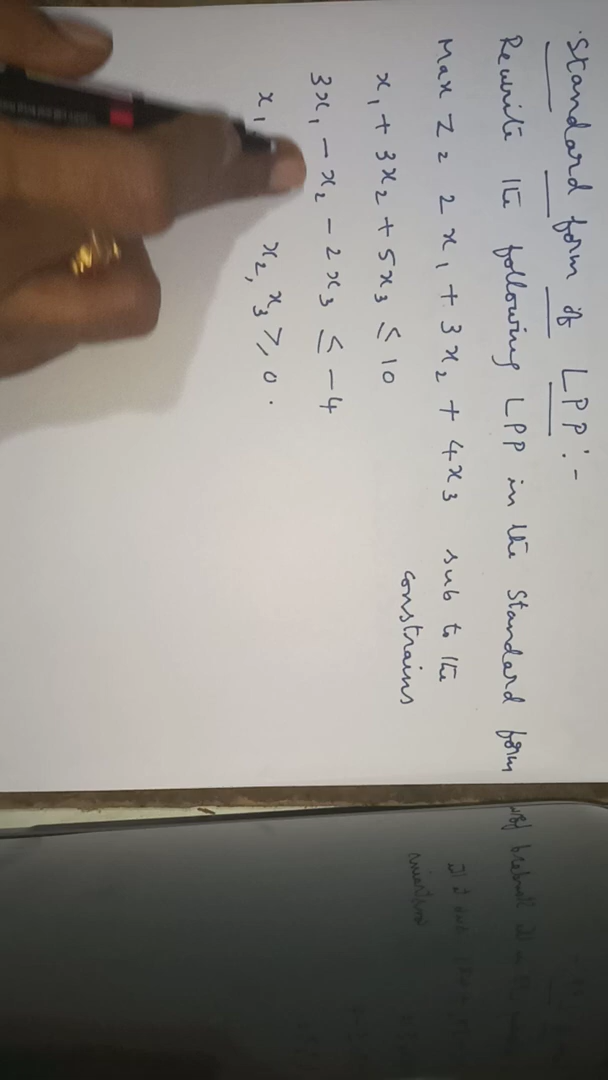 Standard form of LPP:-
Rewrite the following LPP in the Standard form
Max Z = 2x₁ + 3x₂ + 4x₃ sub to the
constrains
x₁ + 3x₂ + 5x₃ ≤ 10
3x₁ - x₂ - 2x₃ ≤ -4
x₁ x₂, x₃ ≥, 0.